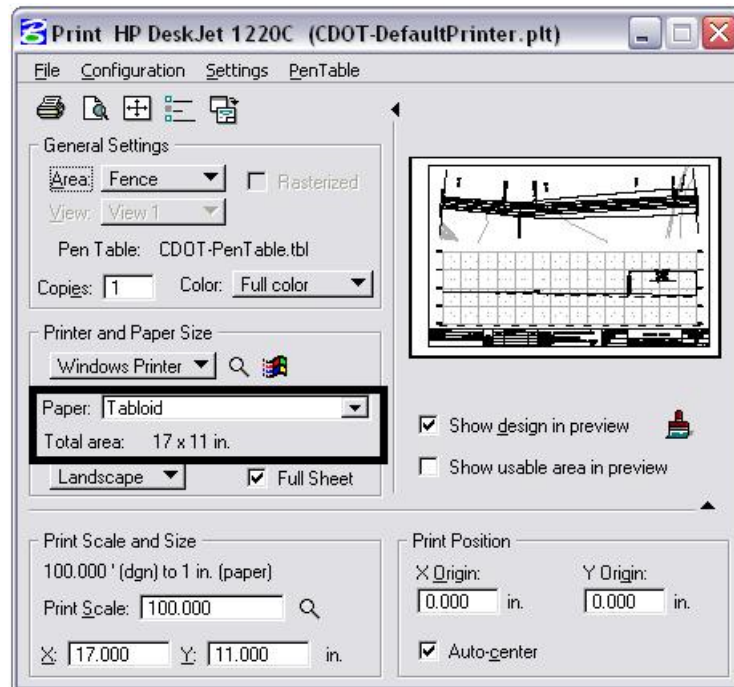 Print HP DeskJet 1220C (CDOT-DefaultPrinter.plt)
File Configuration Settings PenTable
General Settings
Area: Fence Rasterized
View: View 1
Pen Table: CDOT-PenTable.tbl
Copies: 1 Color: Full color
Printer and Paper Size
Windows Printer
Paper: Tabloid
Total area: 17 x 11 in.
Landscape Full Sheet
Show design in preview
Show usable area in preview
Print Scale and Size
100.000 ' (dgn) to 1 in. (paper)
Print Scale: 100.000
X: 17.000 Y: 11.000 in.
Print Position
X Origin: Y Origin:
0.000 in. 0.000 in.
Auto-center